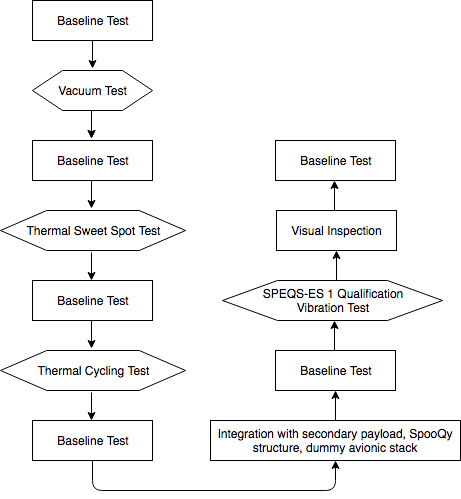 Baseline Test
Vacuum Test
Baseline Test
Thermal Sweet Spot Test
Baseline Test
Thermal Cycling Test
Baseline Test
Integration with secondary payload, SpooQy
structure, dummy avionic stack
Baseline Test
SPEQS-ES 1 Qualification
Vibration Test
Visual Inspection
Baseline Test